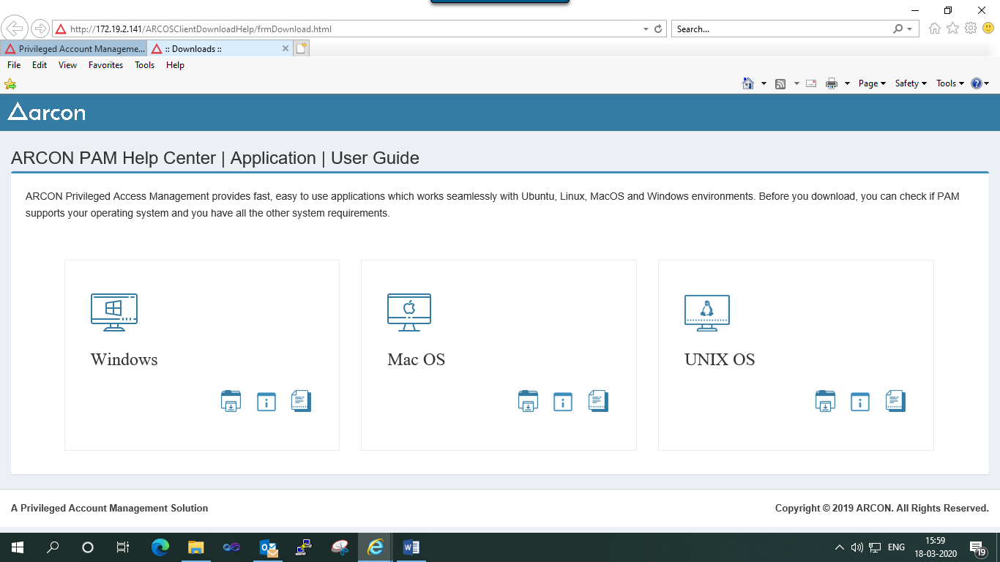 http://172.19.2.141/ARCOSClientDownloadHelp/frmDownload.html
Search...
Privileged Account Manageme...
:: Downloads ::
File Edit View Favorites Tools Help
Page Safety Tools
arcon
ARCON PAM Help Center | Application | User Guide
ARCON Privileged Access Management provides fast, easy to use applications which works seamlessly with Ubuntu, Linux, MacOS and Windows environments. Before you download, you can check if PAM
supports your operating system and you have all the other system requirements.
Windows
Mac OS
UNIX OS
A Privileged Account Management Solution
Copyright © 2019 ARCON. All Rights Reserved.
ENG
15:59
18-03-2020
19